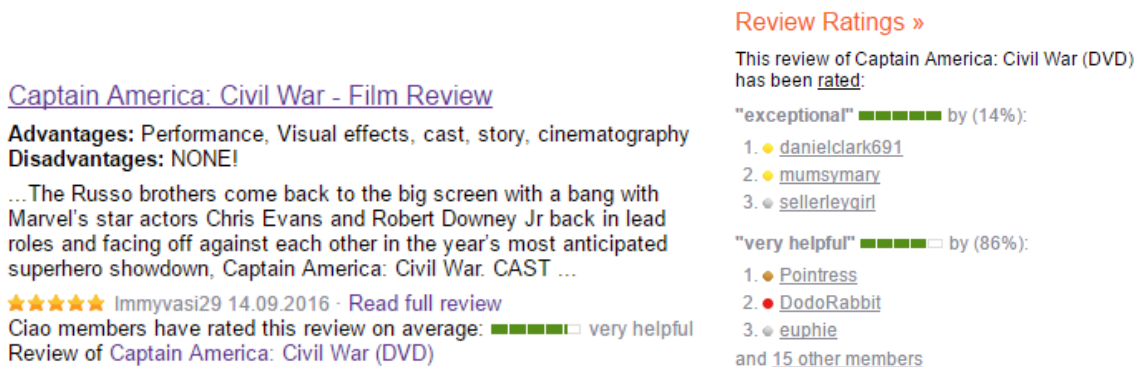 Captain America: Civil War - Film Review
Advantages: Performance, Visual effects, cast, story, cinematography
Disadvantages: NONE!
...The Russo brothers come back to the big screen with a bang with
Marvel's star actors Chris Evans and Robert Downey Jr back in lead
roles and facing off against each other in the year's most anticipated
superhero showdown, Captain America: Civil War. CAST ...
Immyvasi29 14.09.2016 · Read full review
Ciao members have rated this review on average: very helpful
Review of Captain America: Civil War (DVD)
Review Ratings »
This review of Captain America: Civil War (DVD)
has been rated:
"exceptional" by (14%):
1. danielclark691
2. mumsymary
3. sellerleygirl
"very helpful" by (86%):
1. Pointress
2. DodoRabbit
3. euphie
and 15 other members